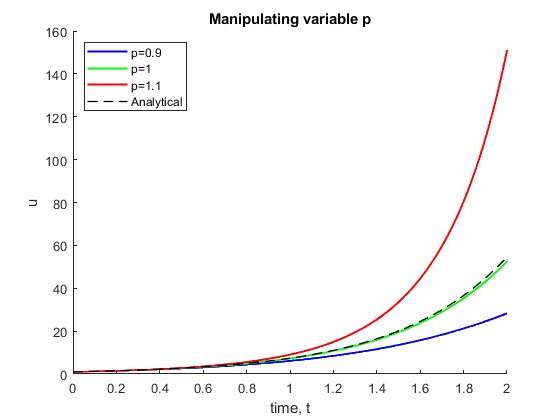 Manipulating variable p
160
140
120
100
80
60
40
20
0
u
p=0.9
p=1
p=1.1
Analytical
0 0.2 0.4 0.6 0.8 1 1.2 1.4 1.6 1.8 2
time, t